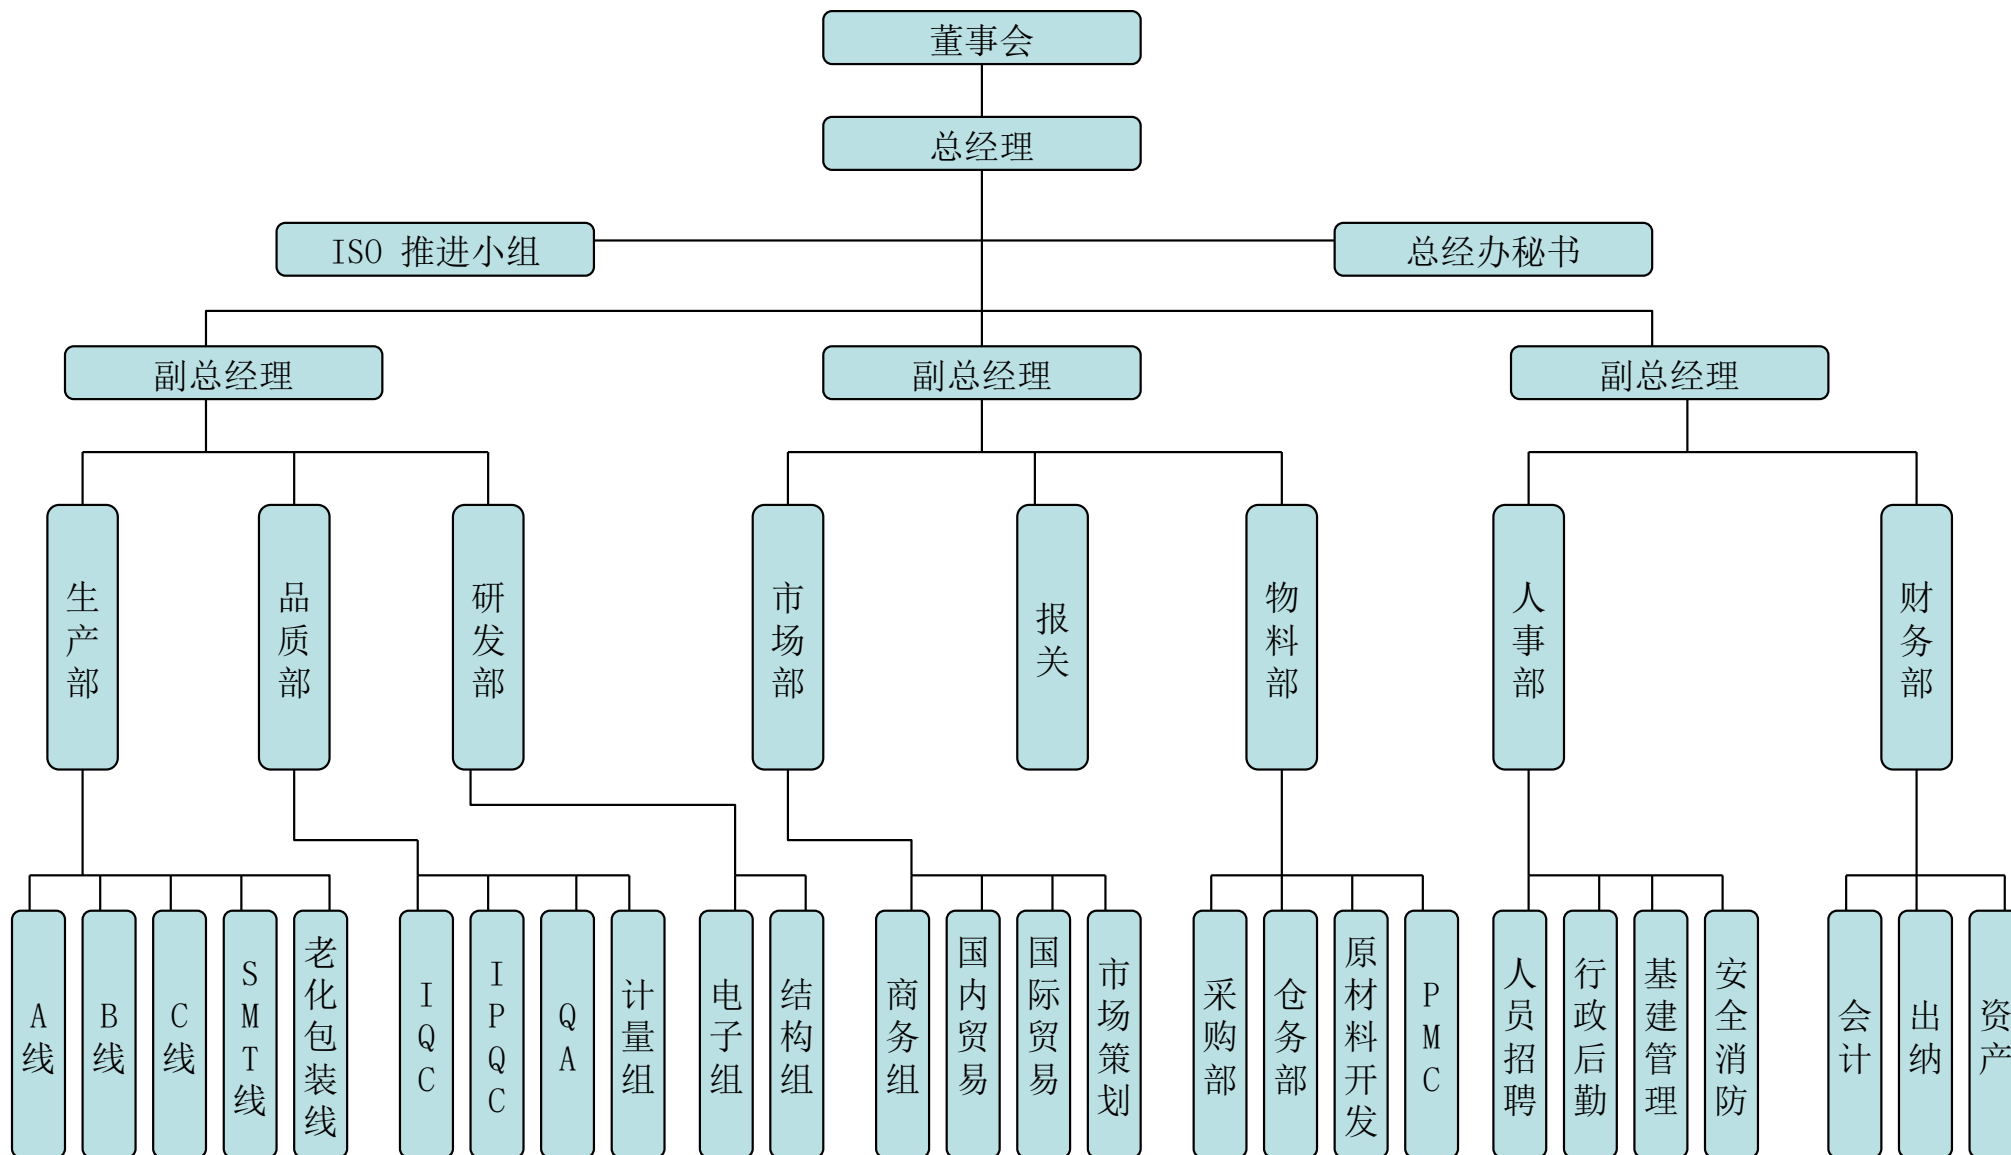 董事会
总经理
ISO 推进小组
总经办秘书
副总经理
副总经理
副总经理
生产部
品质部
研发部
市场部
报关
物料部
人事部
财务部
A线
B线
C线
SMT线
老化包装线
IQC
IPQC
QA
计量组
电子组
结构组
商务组
国内贸易
国际贸易
市场策划
采购部
仓务部
原材料开发
PMC
人员招聘
行政后勤
基建管理
安全消防
会计
出纳
资产